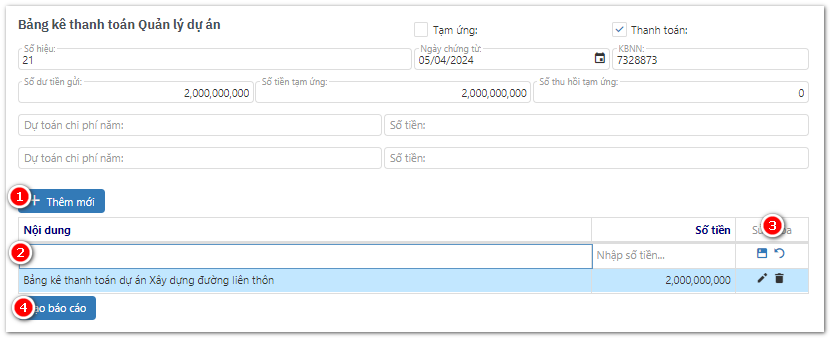 Bảng kê thanh toán Quản lý dự án
Tạm ứng: Thanh toán:
Số hiệu: Ngày chứng từ: KBNN:
21 05/04/2024 7328873
Số dư tiền gửi: Số tiền tạm ứng: Số thu hồi tạm ứng:
2,000,000,000 2,000,000,000 0
Dự toán chi phí năm: Số tiền:
Dự toán chi phí năm: Số tiền:
1 Thêm mới
3
Nội dung Số tiền
2 Nhập số tiền...
Bảng kê thanh toán dự án Xây dựng đường liên thôn 2,000,000,000
4 báo cáo